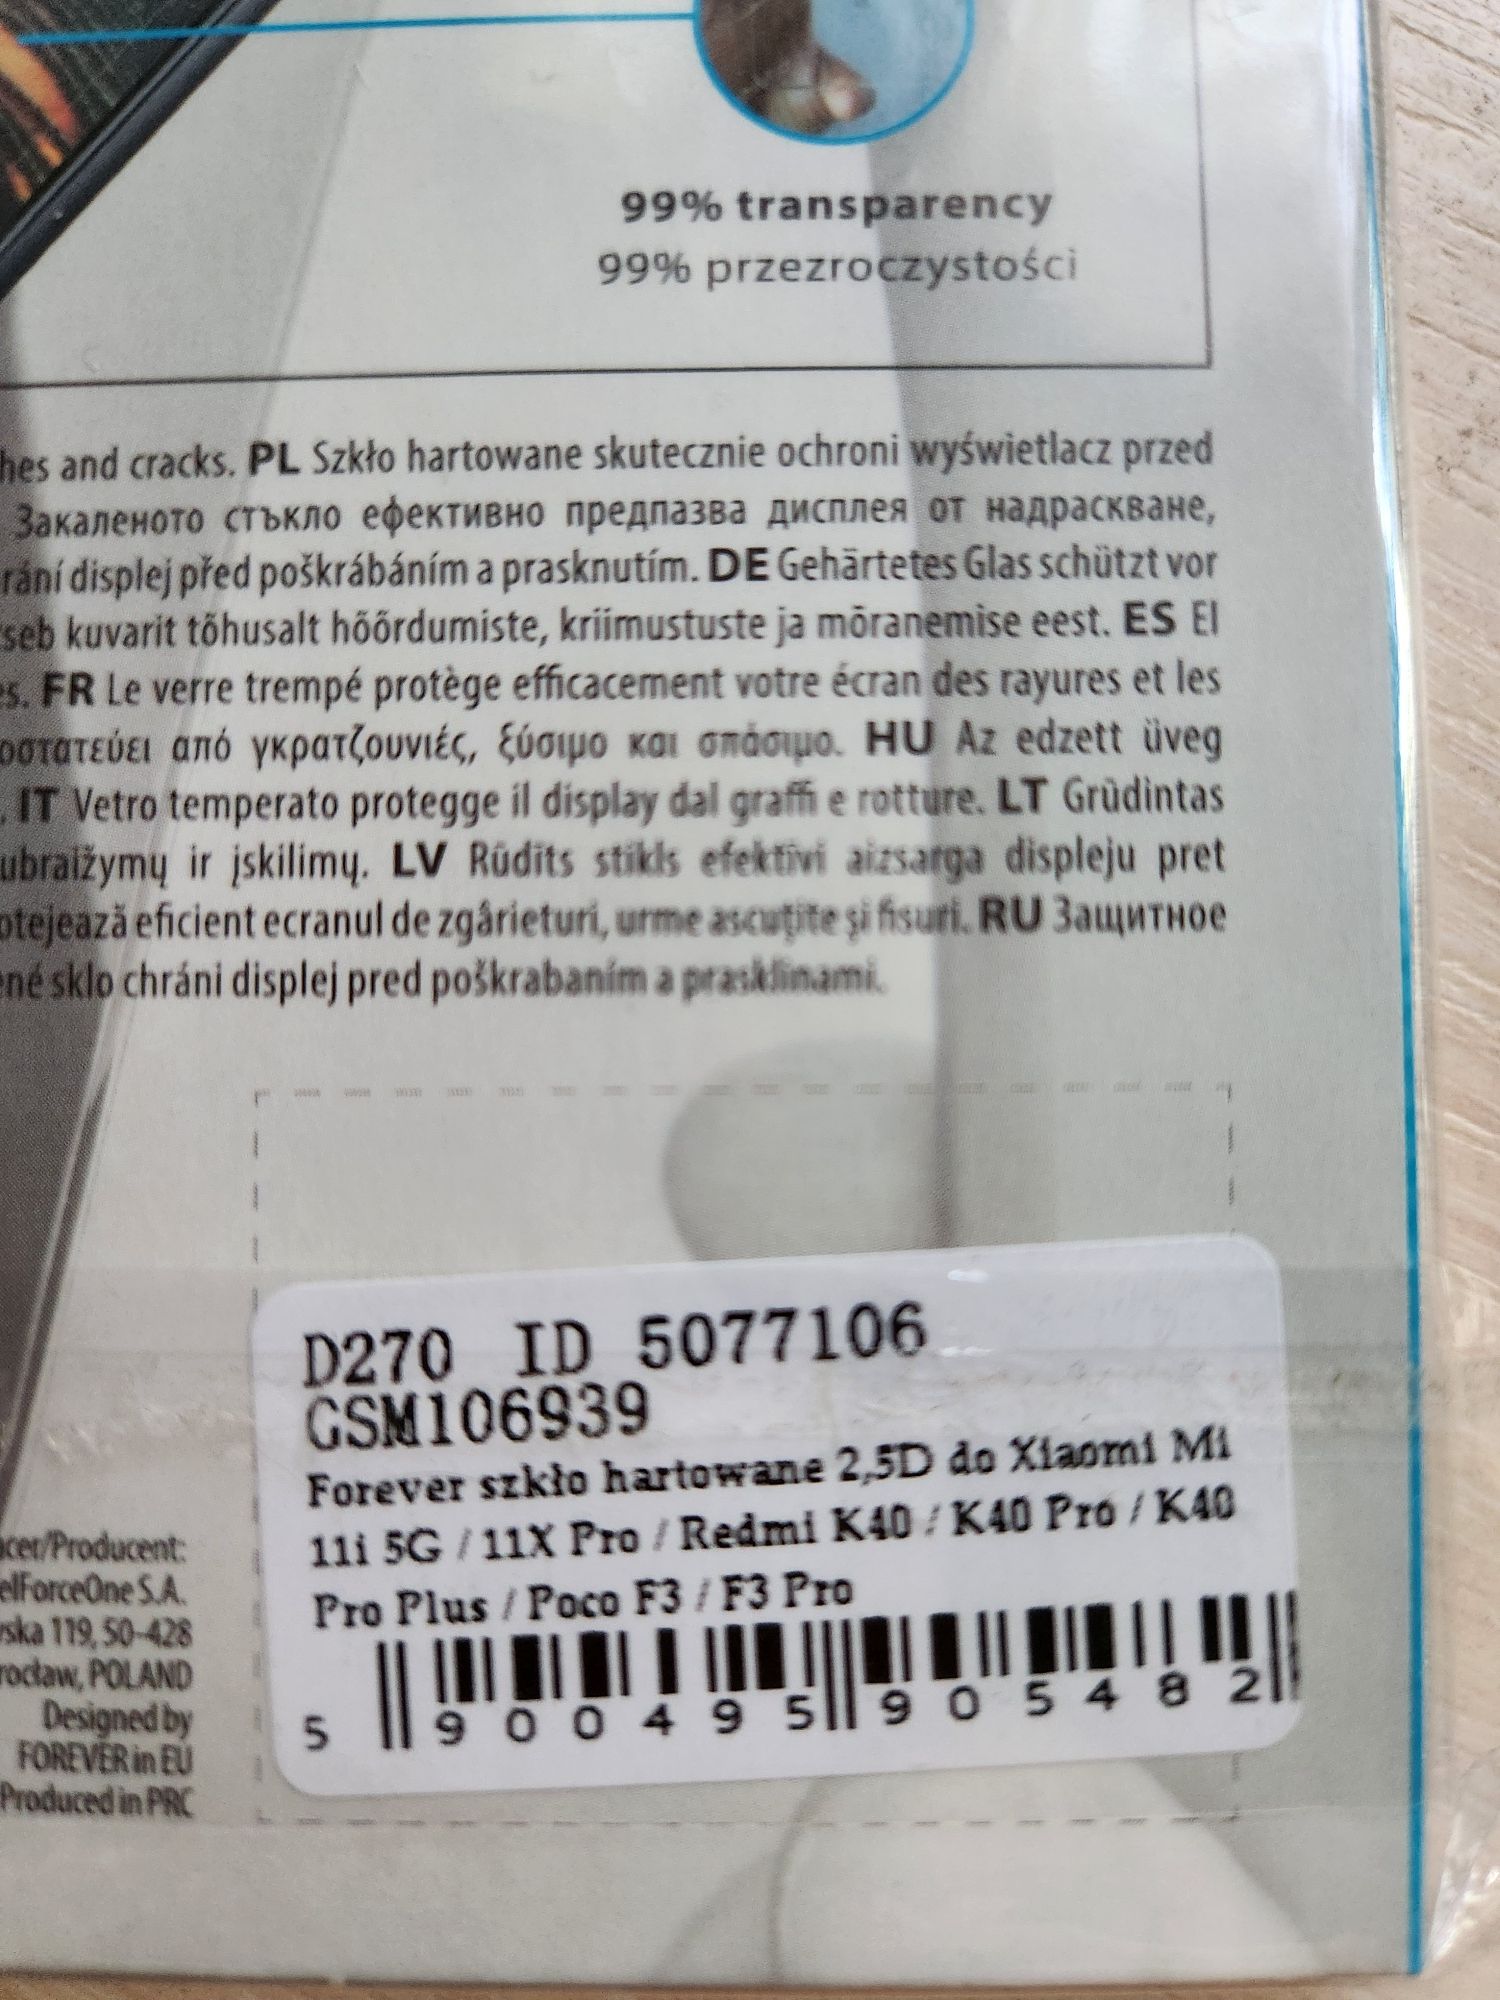 99% transparency
99% przezroczystości
hes and cracks. PL Szkło hartowane skutecznie ochroni wyświetlacz przed
Закаленото стъкло ефективно предпазва дисплея от надраскване,
rání displej před poškrábáním a prasknutím. DE Gehärtetes Glas schützt vor
seb kuvarit tõhusalt hõõrdumiste, kriimustuste ja mõranemise eest. ES El
s. FR Le verre trempé protège efficacement votre écran des rayures et les
οστατεύει από γκρατζουνιές, ξύσιμο και σπάσιμο. HU Az edzett üveg
. IT Vetro temperato protegge il display dal graffi e rotture. LT Grūdintas
ubraižymų ir įskilimų. LV Rūdīts stikls efektīvi aizsarga displeju pret
otejează eficient ecranul de zgârieturi, urme ascuțite și fisuri. RU Защитное
ené sklo chráni displej pred poškrabaním a prasklinami.
D270 ID 5077106
GSM106939
Forever szkło hartowane 2,5D do Xiaomi Mi
11i 5G / 11X Pro / Redmi K40 / K40 Pro / K40
Pro Plus / Poco F3 / F3 Pro
5 900495 905482
cer/Producent:
elForceOne S.A.
ska 119, 50-428
rocław, POLAND
Designed by
FOREVER in EU
Produced in PRC